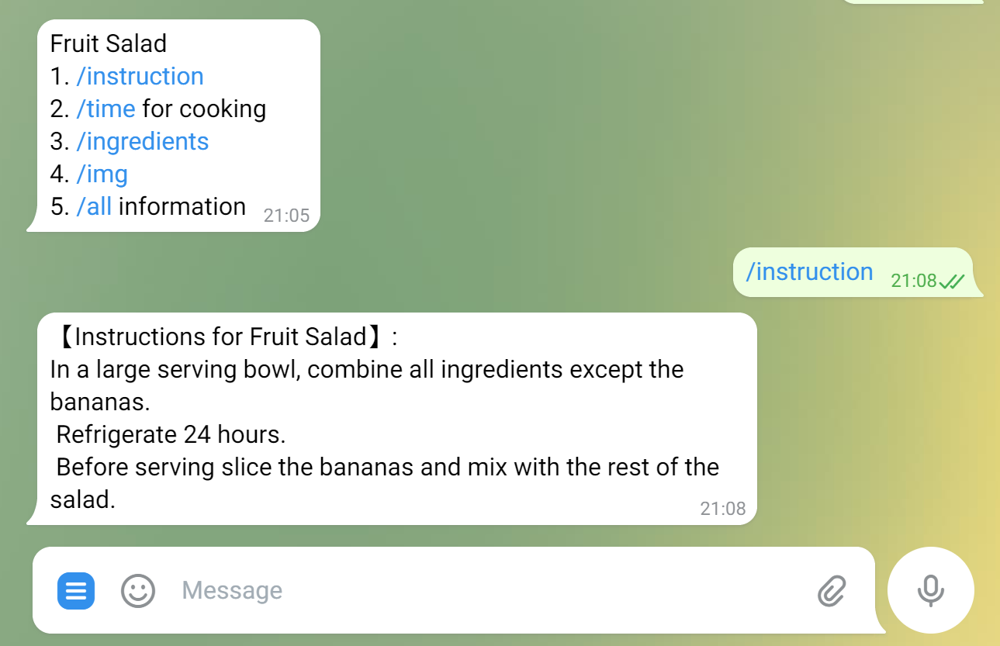 Fruit Salad
1. /instruction
2. /time for cooking
3. /ingredients
4. /img
5. /all information 21:05
/instruction 21:08
【Instructions for Fruit Salad】:
In a large serving bowl, combine all ingredients except the
bananas.
Refrigerate 24 hours.
Before serving slice the bananas and mix with the rest of the
salad.
21:08
Message